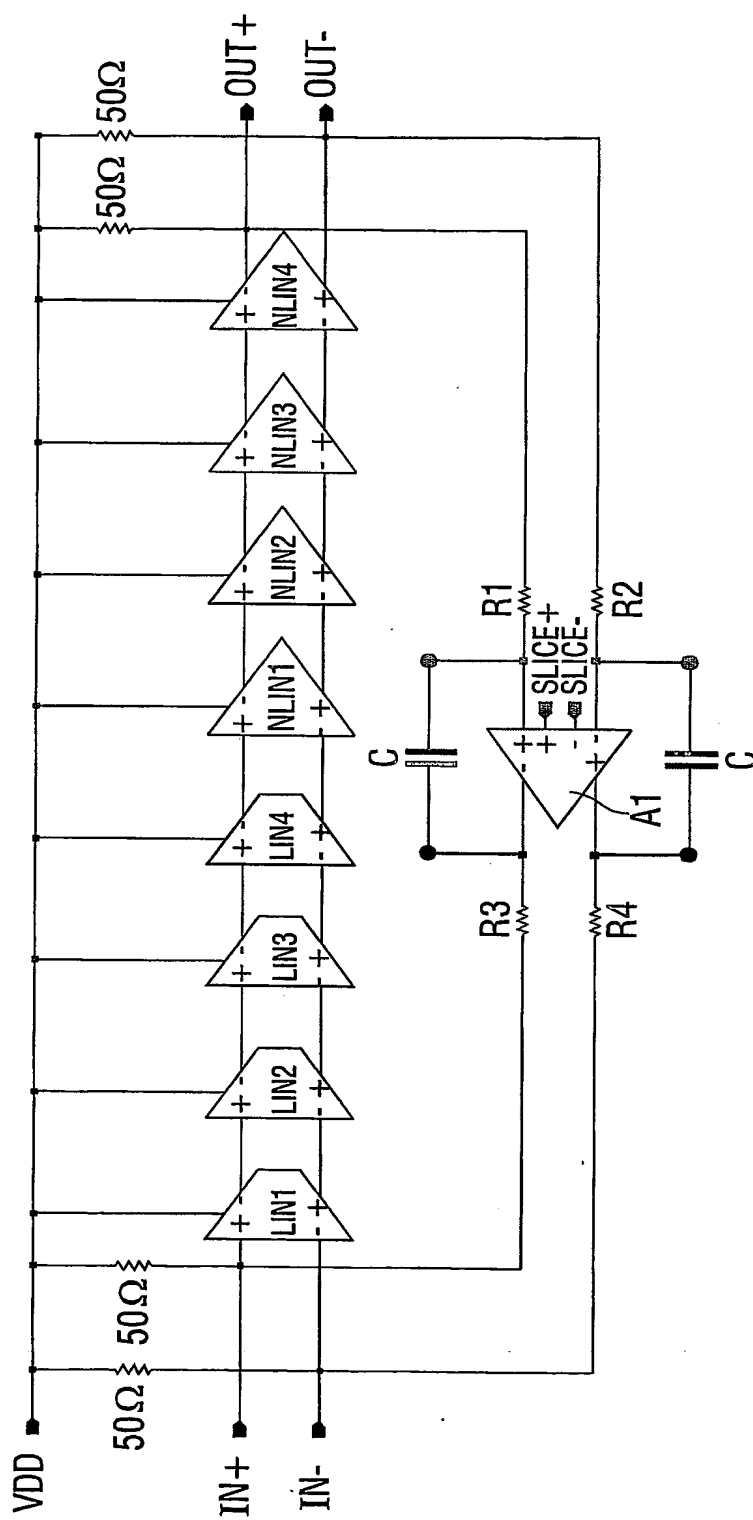 VDD
50Ω
50Ω
50Ω
50Ω
IN+
IN-
+ -
- +
LIN1
+ -
- +
LIN2
+ -
- +
LIN3
+ -
- +
LIN4
+ -
- +
NLIN1
+ -
- +
NLIN2
+ -
- +
NLIN3
+ -
- +
NLIN4
OUT+
OUT-
C
R3
R1
- +
+
-
+ -
SLICE+
SLICE-
R4
A1
R2
C